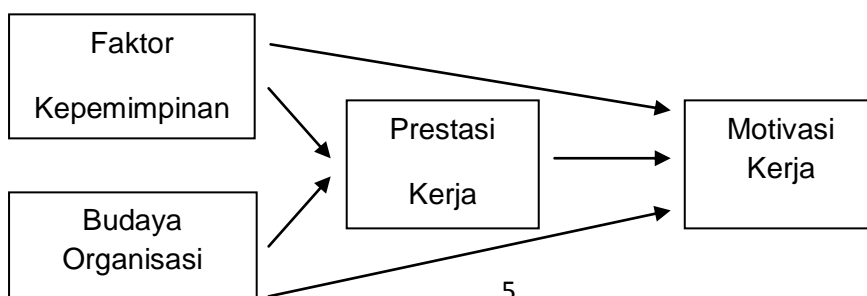 Faktor
Kepemimpinan
Prestasi
Kerja
Motivasi
Kerja
Budaya
Organisasi
5